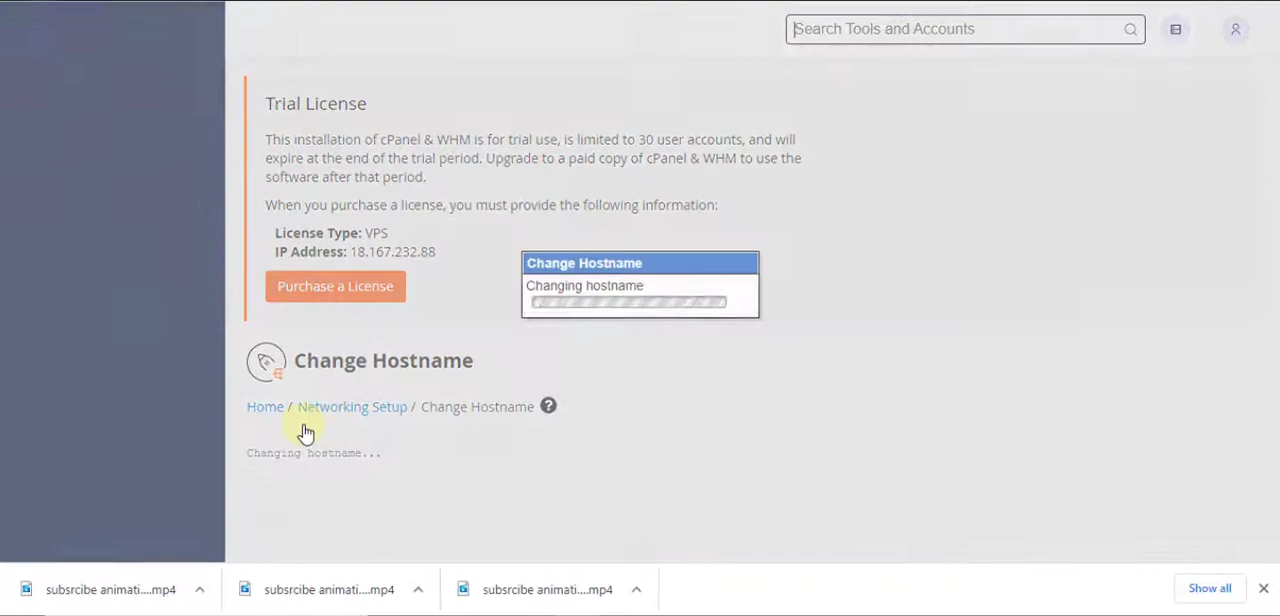 Search Tools and Accounts
Trial License
This installation of cPanel & WHM is for trial use, is limited to 30 user accounts, and will
expire at the end of the trial period. Upgrade to a paid copy of cPanel & WHM to use the
software after that period.
When you purchase a license, you must provide the following information:
License Type: VPS
IP Address: 18.167.232.88
Purchase a License
Change Hostname
Changing hostname
Change Hostname
Home / Networking Setup / Change Hostname ?
Changing hostname...
subsrcibe animati....mp4 subsrcibe animati....mp4 subsrcibe animati....mp4 Show all